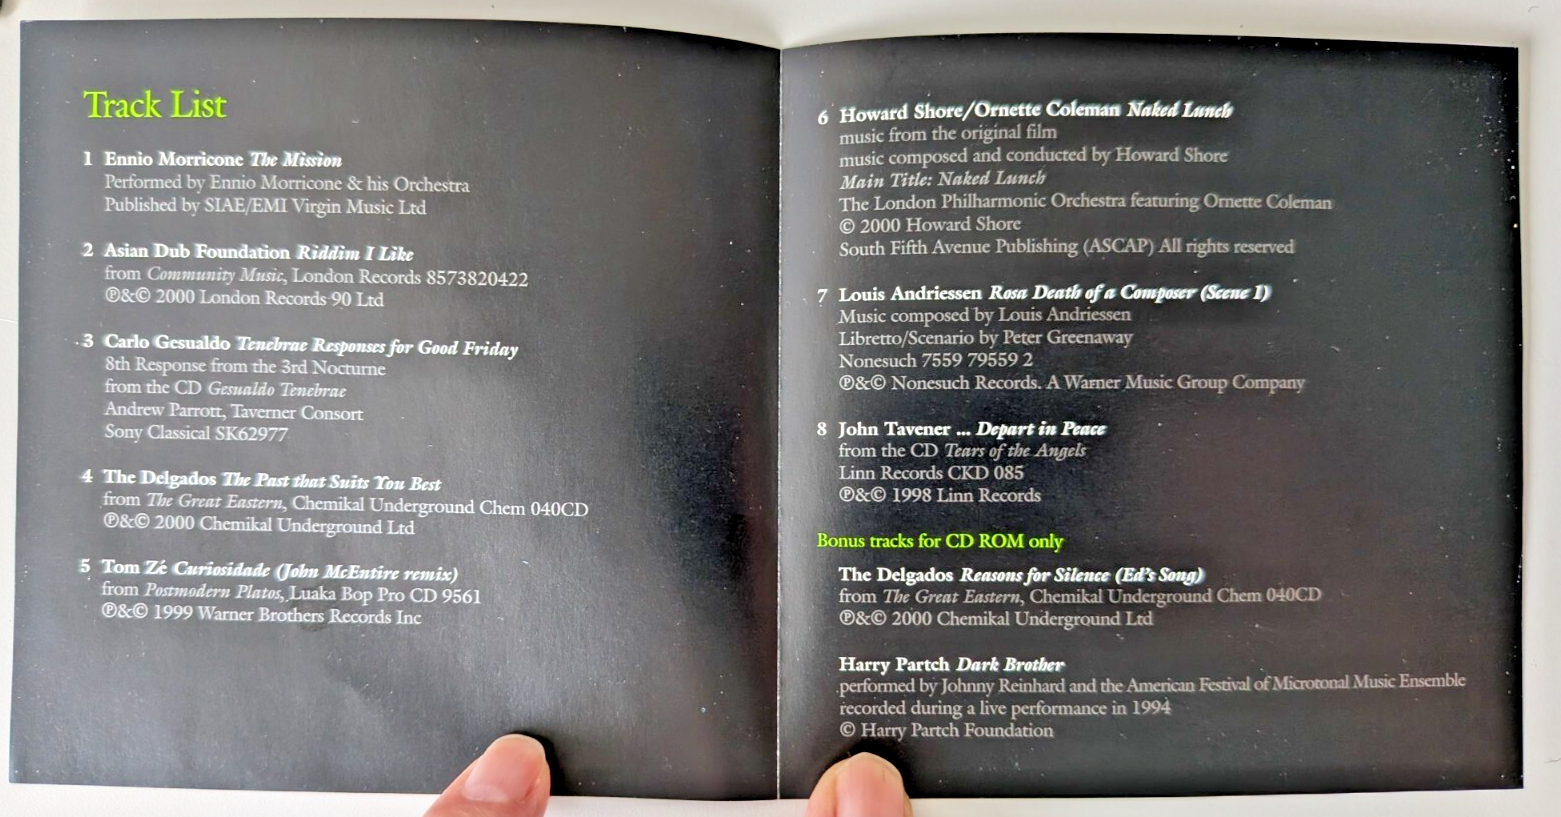 Track List
1 Ennio Morricone The Mission
Performed by Ennio Morricone & his Orchestra
Published by SIAE/EMI Virgin Music Ltd
2 Asian Dub Foundation Riddim I Like
from Community Music, London Records 8573820422
℗&© 2000 London Records 90 Ltd
3 Carlo Gesualdo Tenebrae Responses for Good Friday
8th Response from the 3rd Nocturne
from the CD Gesualdo Tenebrae
Andrew Parrott, Taverner Consort
Sony Classical SK62977
4 The Delgados The Past that Suits You Best
from The Great Eastern, Chemikal Underground Chem 040CD
℗&© 2000 Chemikal Underground Ltd
5 Tom Zé Curiosidade (John McEntire remix)
from Postmodern Platos, Luaka Bop Pro CD 9561
℗&© 1999 Warner Brothers Records Inc
6 Howard Shore/Ornette Coleman Naked Lunch
music from the original film
music composed and conducted by Howard Shore
Main Title: Naked Lunch
The London Philharmonic Orchestra featuring Ornette Coleman
© 2000 Howard Shore
South Fifth Avenue Publishing (ASCAP) All rights reserved
7 Louis Andriessen Rosa Death of a Composer (Scene 1)
Music composed by Louis Andriessen
Libretto/Scenario by Peter Greenaway
Nonesuch 7559 79559 2
℗&© Nonesuch Records. A Warner Music Group Company
8 John Tavener ... Depart in Peace
from the CD Tears of the Angels
Linn Records CKD 085
℗&© 1998 Linn Records
Bonus tracks for CD ROM only
The Delgados Reasons for Silence (Ed's Song)
from The Great Eastern, Chemikal Underground Chem 040CD
℗&© 2000 Chemikal Underground Ltd
Harry Partch Dark Brother
performed by Johnny Reinhard and the American Festival of Microtonal Music Ensemble
recorded during a live performance in 1994
© Harry Partch Foundation